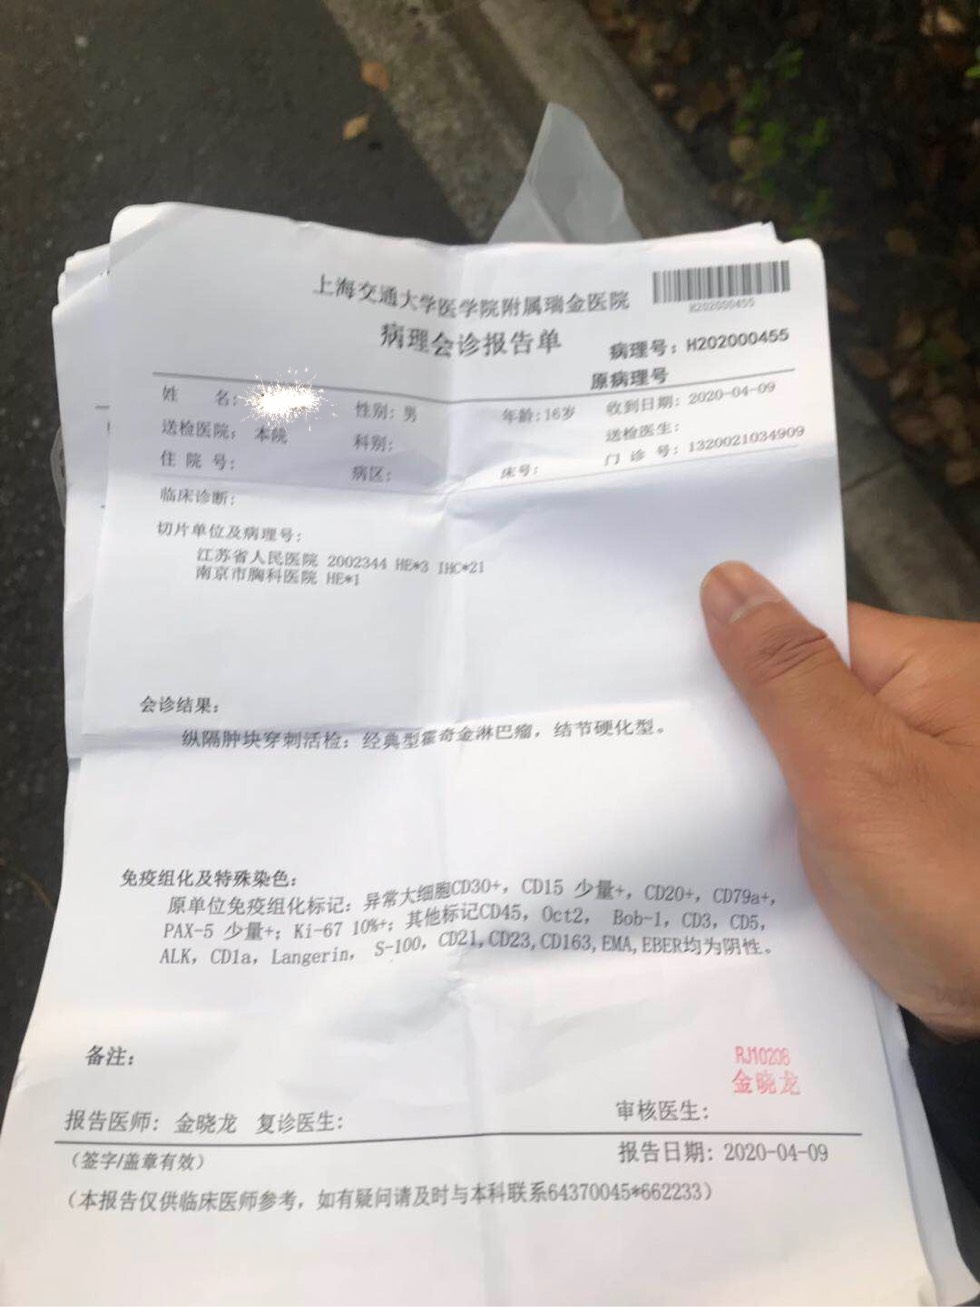 上海交通大学医学院附属瑞金医院
H202000455
病理会诊报告单
病理号：H202000455
原病理号
姓 名： 性别：男 年龄：16岁 收到日期：2020-04-09
送检医院：本院 科别： 送检医生：
住院号： 病区： 床号： 门诊号：1320021034909
临床诊断：
切片单位及病理号：
江苏省人民医院 2002344 HE*3 IHC*21
南京市胸科医院 HE*1
会诊结果：
纵隔肿块穿刺活检：经典型霍奇金淋巴瘤，结节硬化型。
免疫组化及特殊染色：
原单位免疫组化标记：异常大细胞CD30+，CD15 少量+，CD20+，CD79a+，
PAX-5 少量+；Ki-67 10%+；其他标记CD45，Oct2， Bob-1，CD3，CD5，
ALK，CD1a，Langerin， S-100，CD21,CD23,CD163,EMA,EBER均为阴性。
备注：
RJ10206
金晓龙
报告医师：金晓龙 复诊医生： 审核医生：
（签字/盖章有效） 报告日期：2020-04-09
（本报告仅供临床医师参考，如有疑问请及时与本科联系64370045*662233）